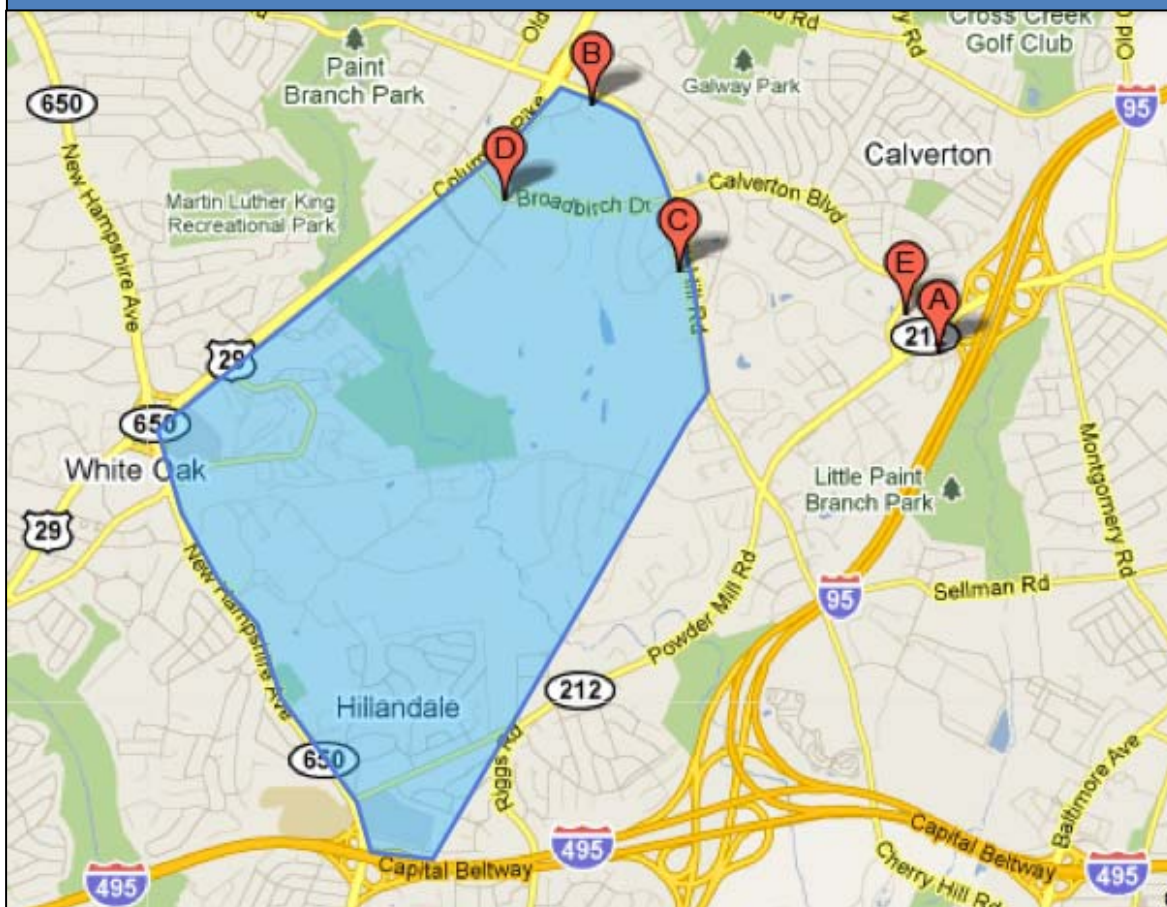 Cross Creek
Golf Club
Old
Rd
Rd
Old
Paint
Branch Park
B
Galway Park
650
95
D
Calverton
New Hampshire Ave
Martin Luther King
Recreational Park
Broadbirch Dr
Calverton Blvd
C
E
A
Mill Rd
29
212
650
White Oak
Little Paint
Branch Park
Montgomery Rd
29
New Hampshire Ave
Powder Mill Rd
95
Sellman Rd
212
Hillandale
650
Riggs Rd
Baltimore Ave
495
Capital Beltway
Capital Beltway
Cherry Hill Rd
495
495